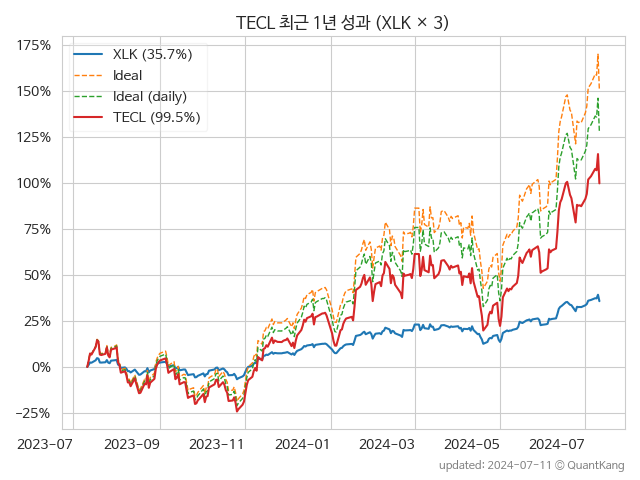 TECL 최근 1년 성과 (XLK × 3)
175%
150%
125%
100%
75%
50%
25%
0%
−25%
XLK (35.7%)
Ideal
Ideal (daily)
TECL (99.5%)
2023-07
2023-09
2023-11
2024-01
2024-03
2024-05
2024-07
updated: 2024-07-11 © QuantKang